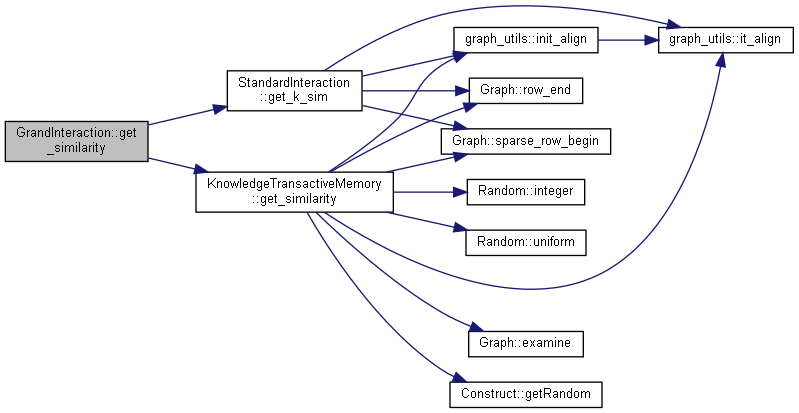 GrandInteraction::get
_similarity
StandardInteraction
::get_k_sim
KnowledgeTransactiveMemory
::get_similarity
graph_utils::init_align
graph_utils::it_align
Graph::row_end
Graph::sparse_row_begin
Random::integer
Random::uniform
Graph::examine
Construct::getRandom